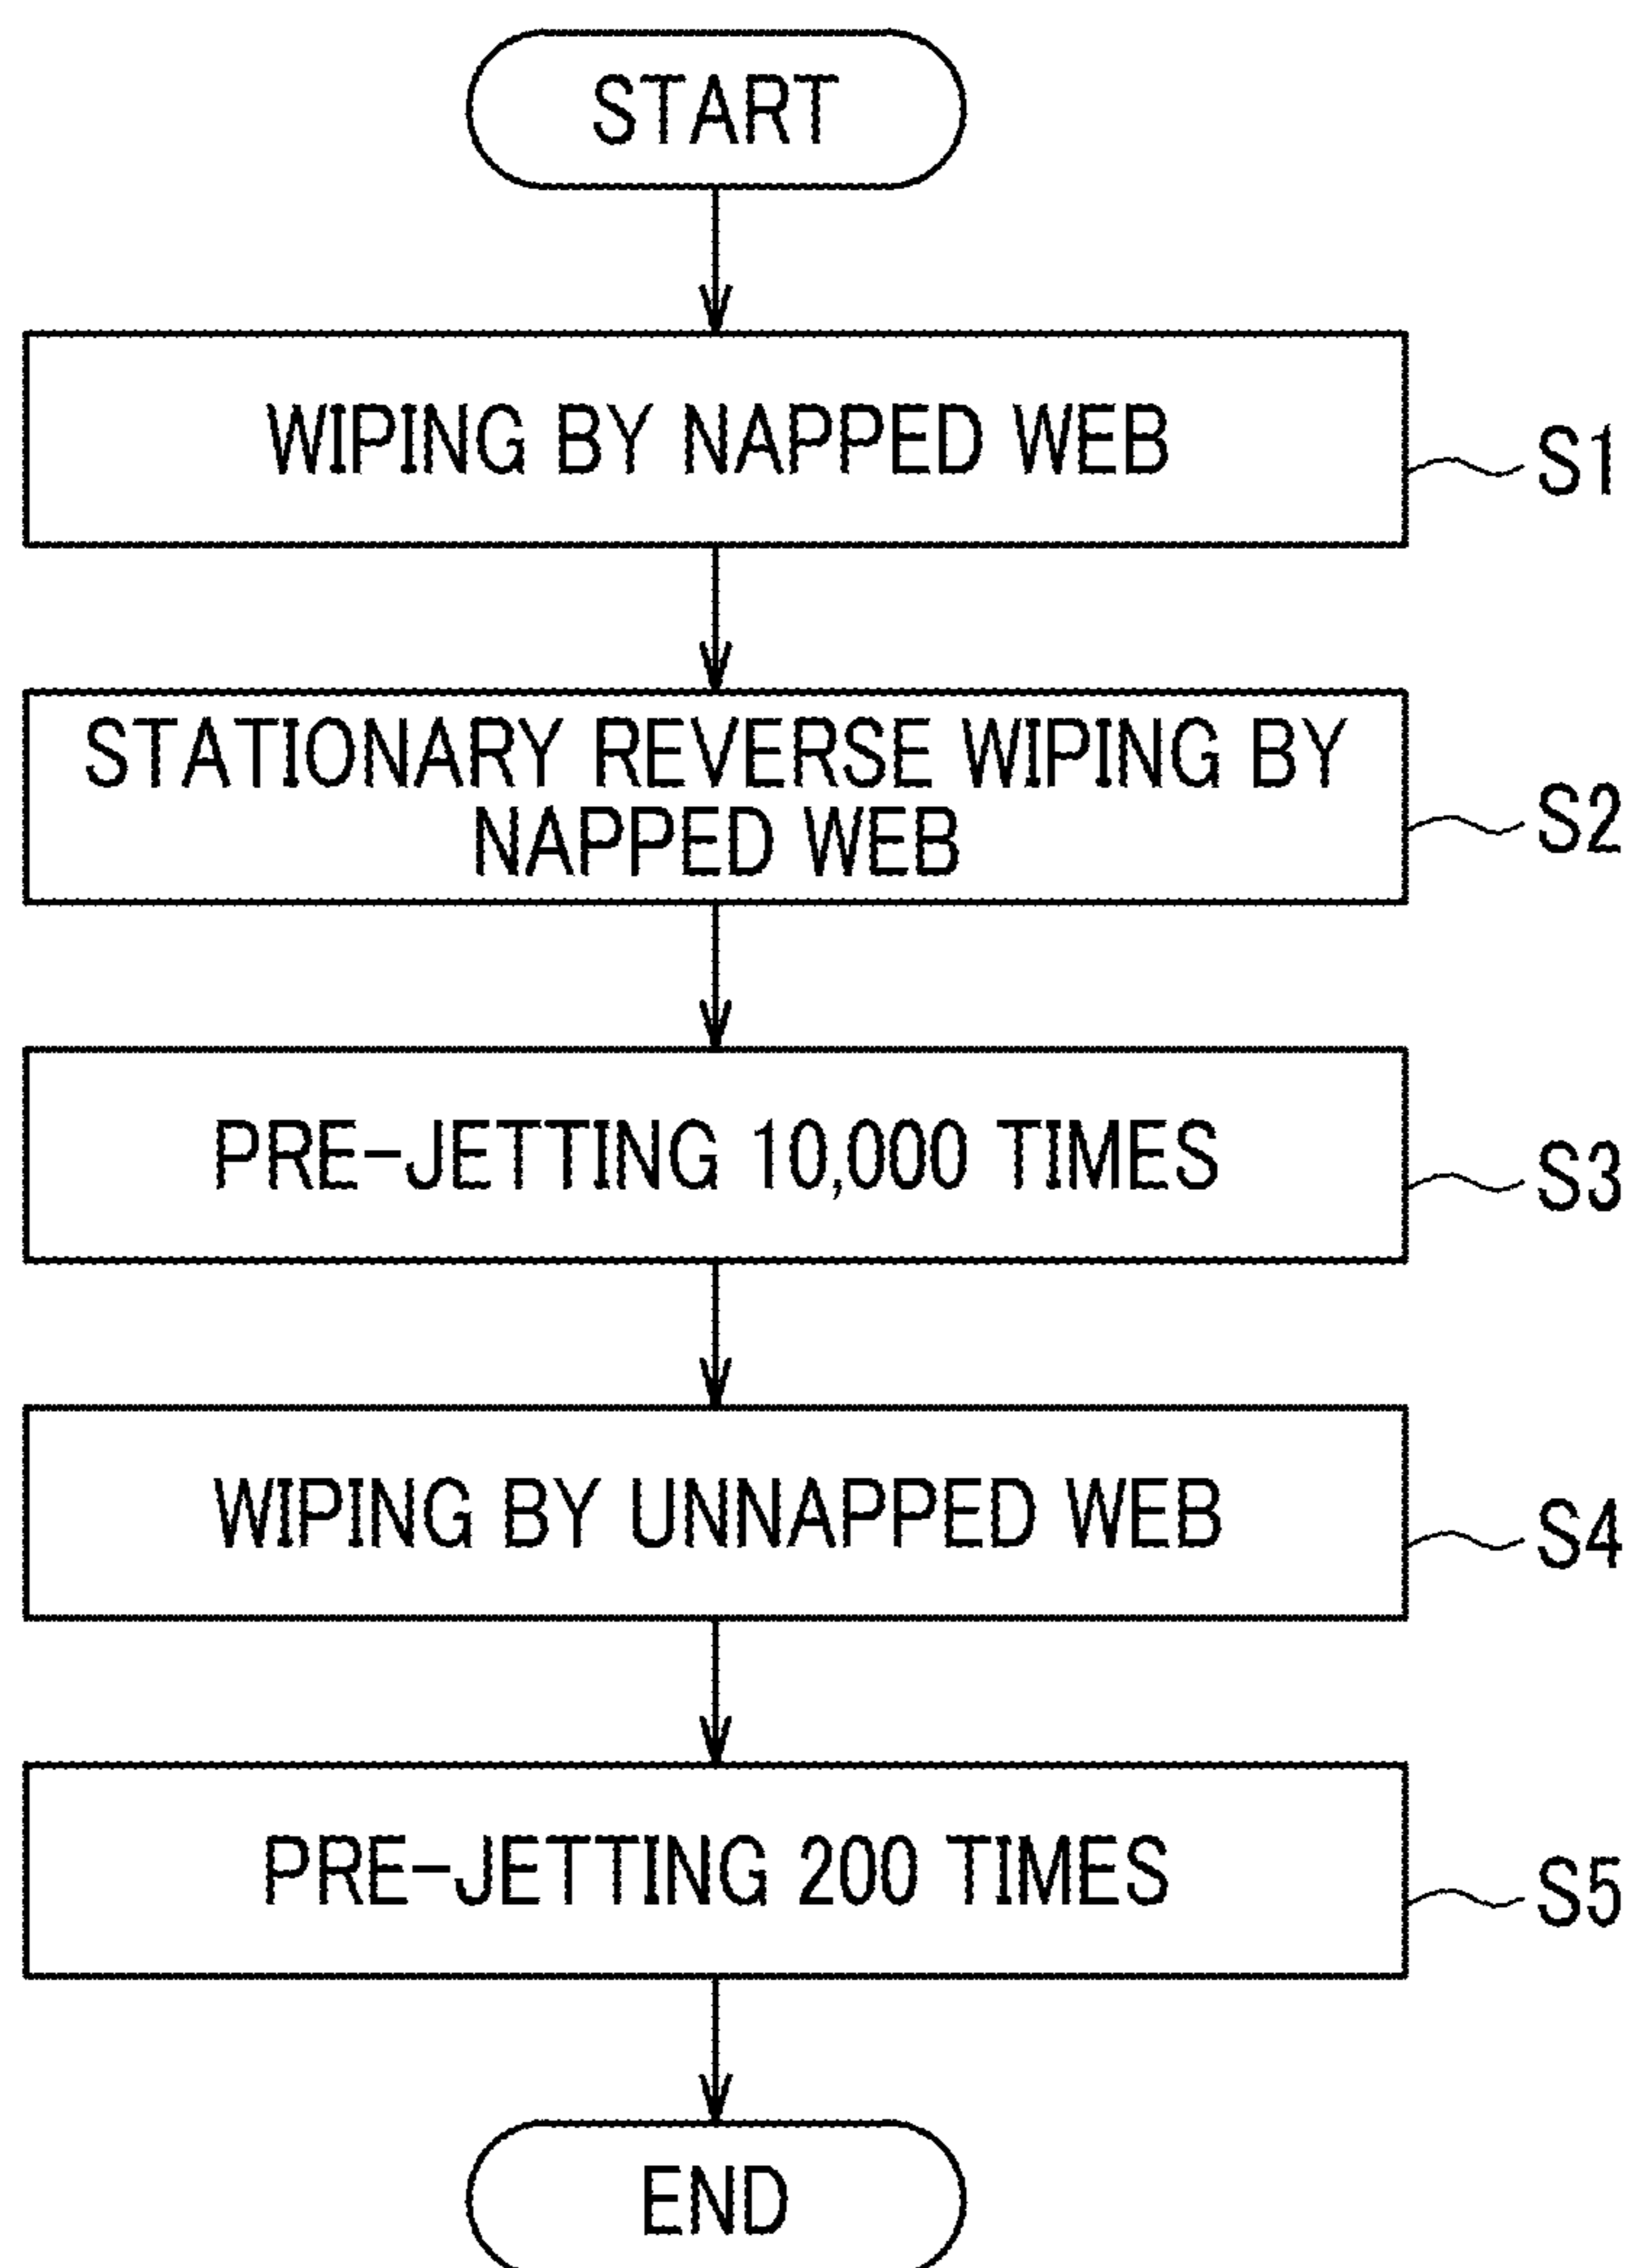 START
WIPING BY NAPPED WEB
S1
STATIONARY REVERSE WIPING BY
NAPPED WEB
S2
PRE-JETTING 10,000 TIMES
S3
WIPING BY UNNAPPED WEB
S4
PRE-JETTING 200 TIMES
S5
END